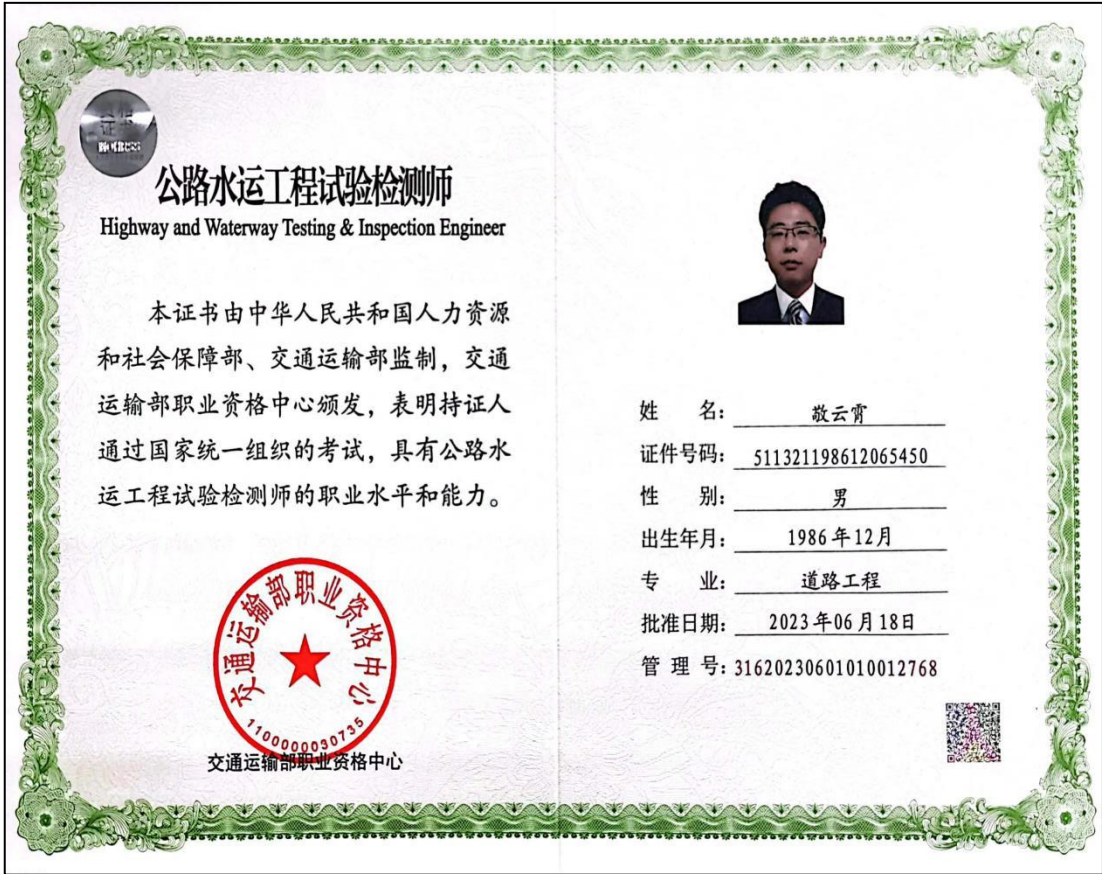 公路水运工程试验检测师
Highway and Waterway Testing & Inspection Engineer
本证书由中华人民共和国人力资源
和社会保障部、交通运输部监制，交通
运输部职业资格中心颁发，表明持证人
通过国家统一组织的考试，具有公路水
运工程试验检测师的职业水平和能力。
交通运输部职业资格中心
1100000030735
交通运输部职业资格中心
姓 名： 敬云霄
证件号码： 511321198612065450
性 别： 男
出生年月： 1986年12月
专 业： 道路工程
批准日期： 2023年06月18日
管 理 号： 31620230601010012768